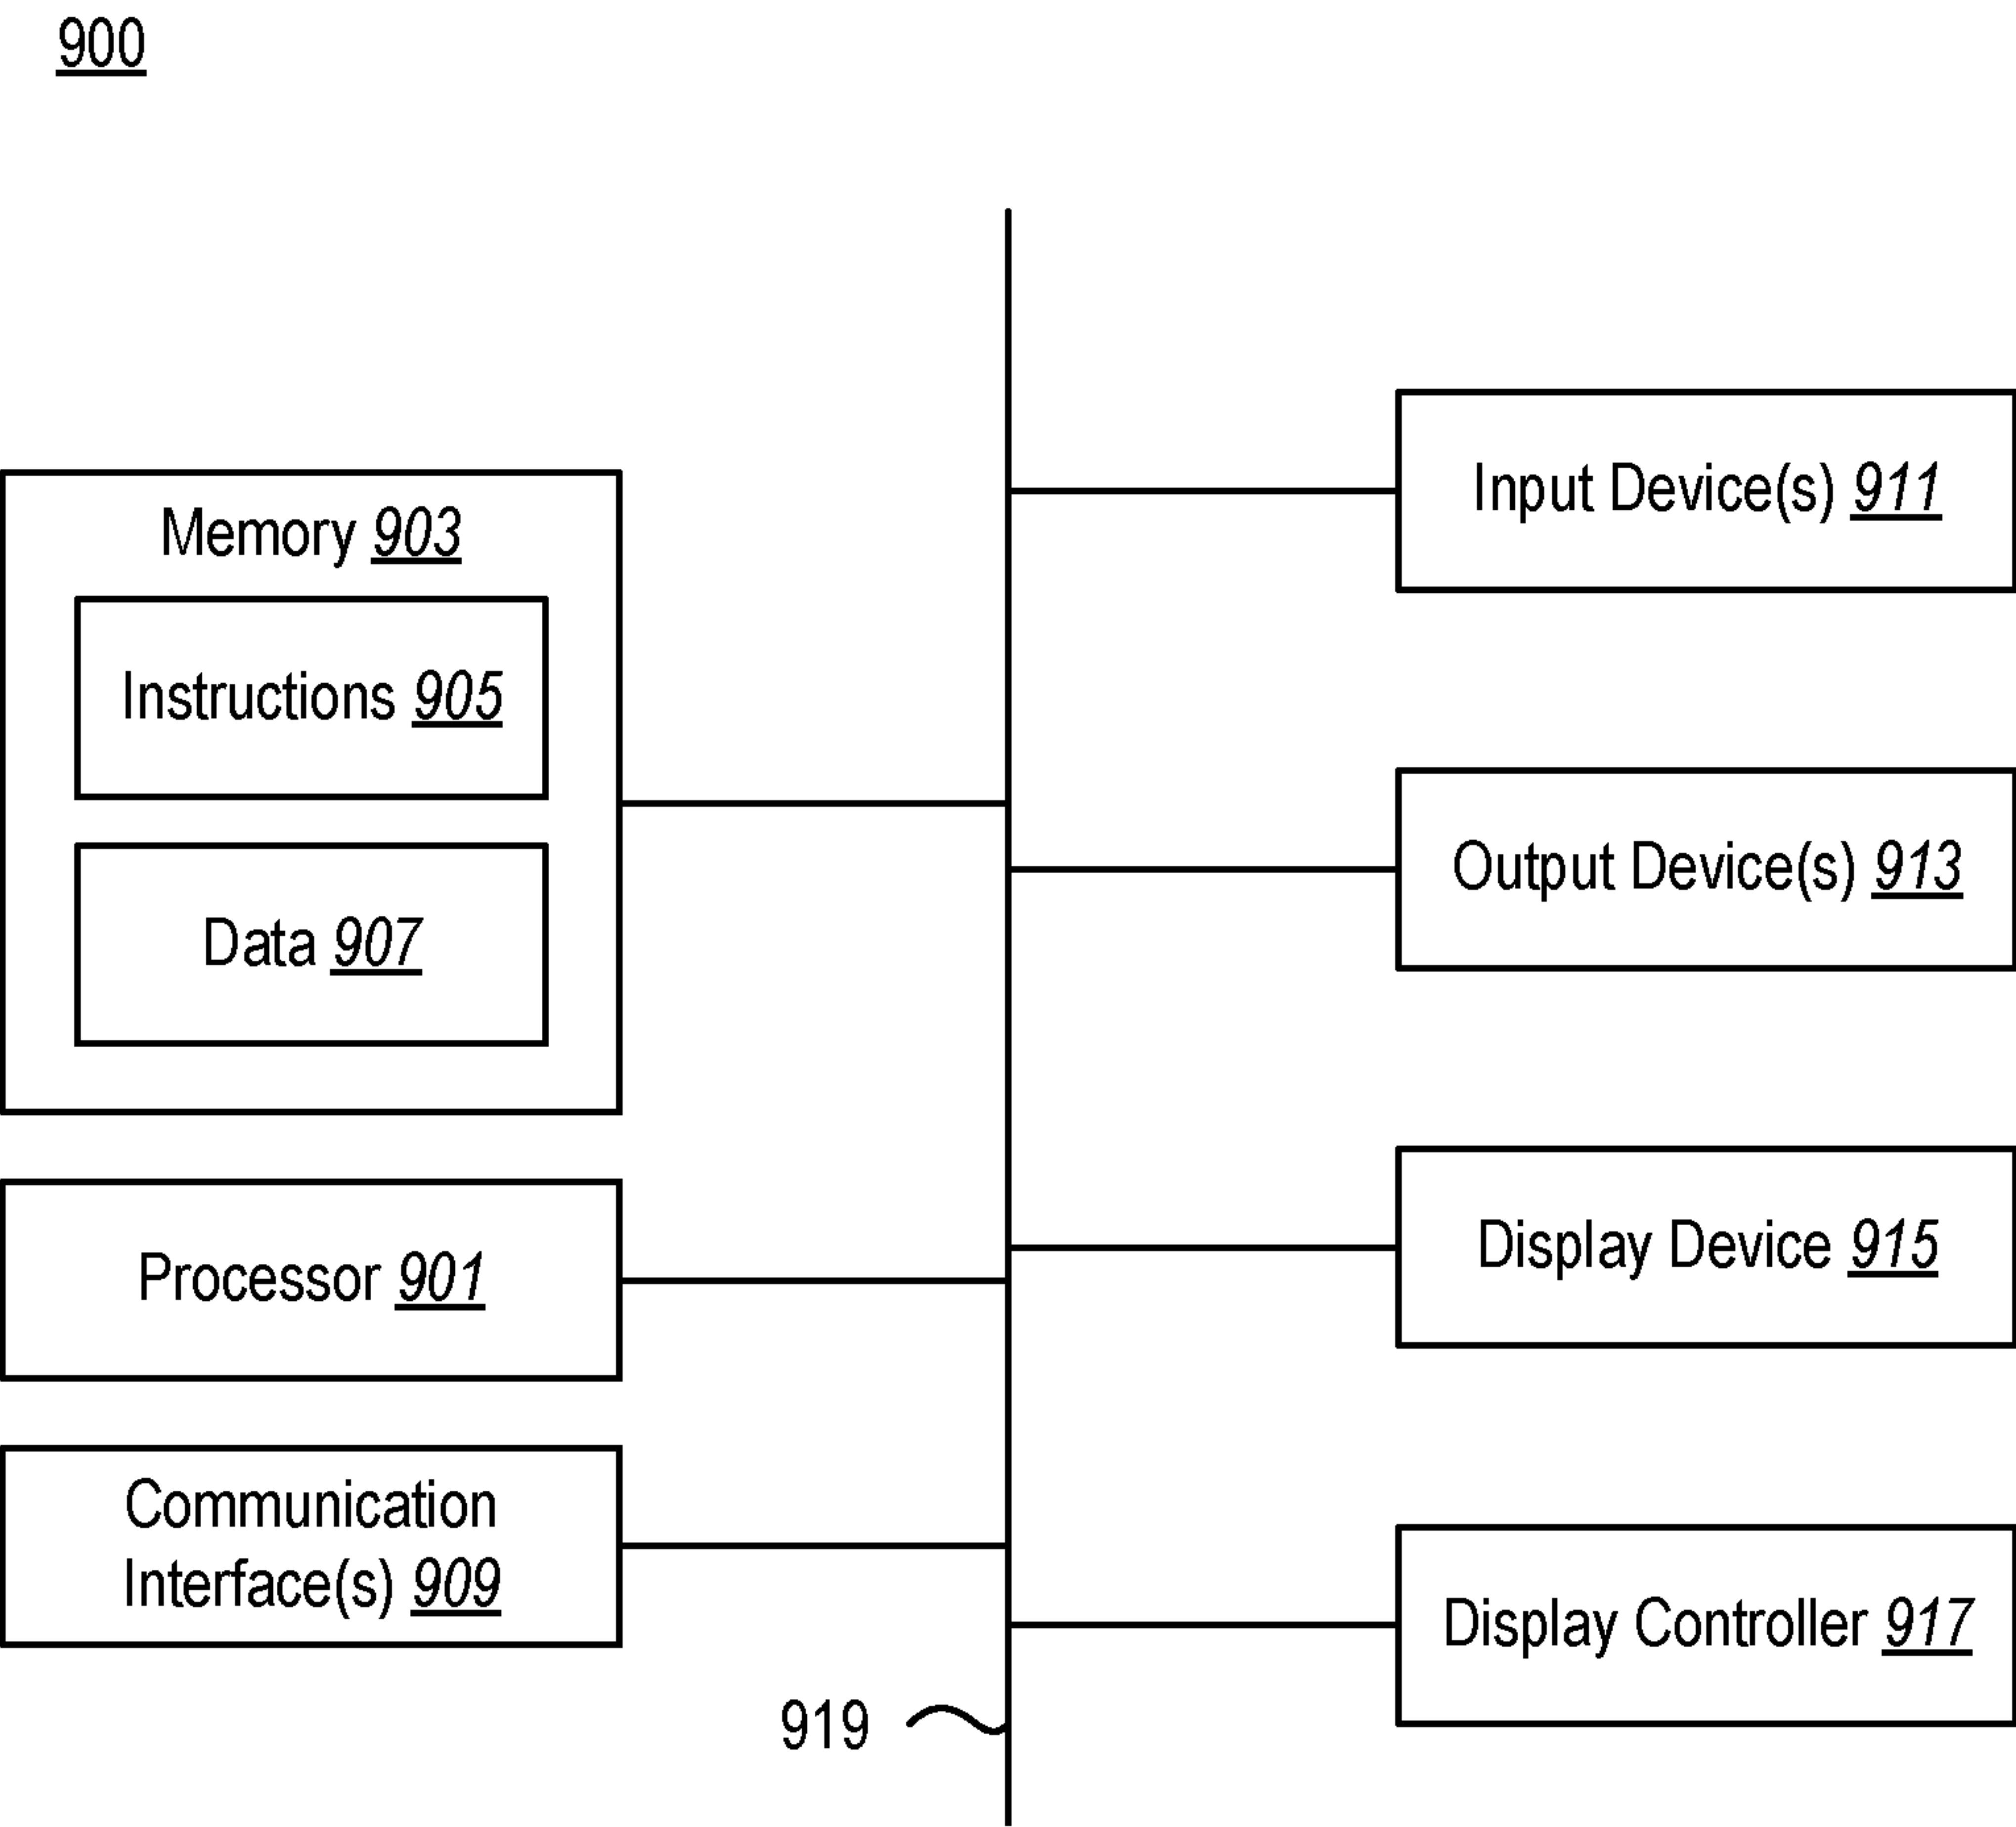 900
Memory 903
Instructions 905
Data 907
Processor 901
Communication
Interface(s) 909
919
Input Device(s) 911
Output Device(s) 913
Display Device 915
Display Controller 917